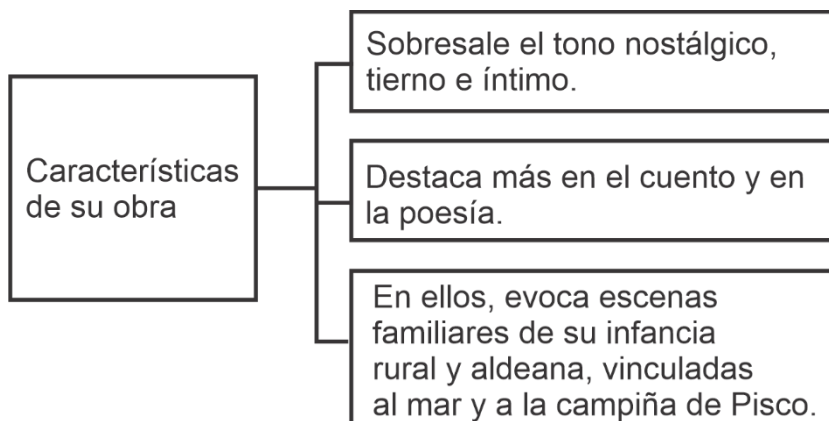 Características
de su obra
Sobresale el tono nostálgico,
tierno e íntimo.
Destaca más en el cuento y en
la poesía.
En ellos, evoca escenas
familiares de su infancia
rural y aldeana, vinculadas
al mar y a la campiña de Pisco.